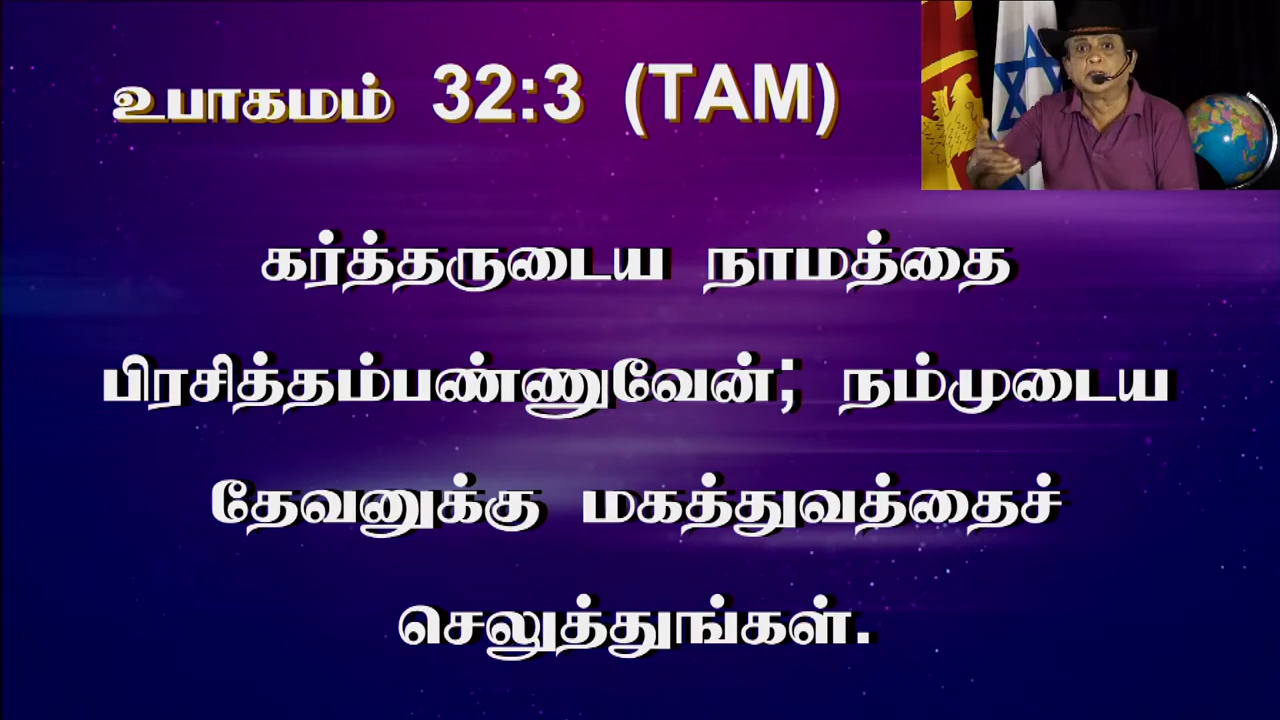 உபாகமம் 32:3 (TAM)
கர்த்தருடைய நாமத்தை
பிரசித்தம்பண்ணுவேன்; நம்முடைய
தேவனுக்கு மகத்துவத்தைச்
செலுத்துங்கள்.